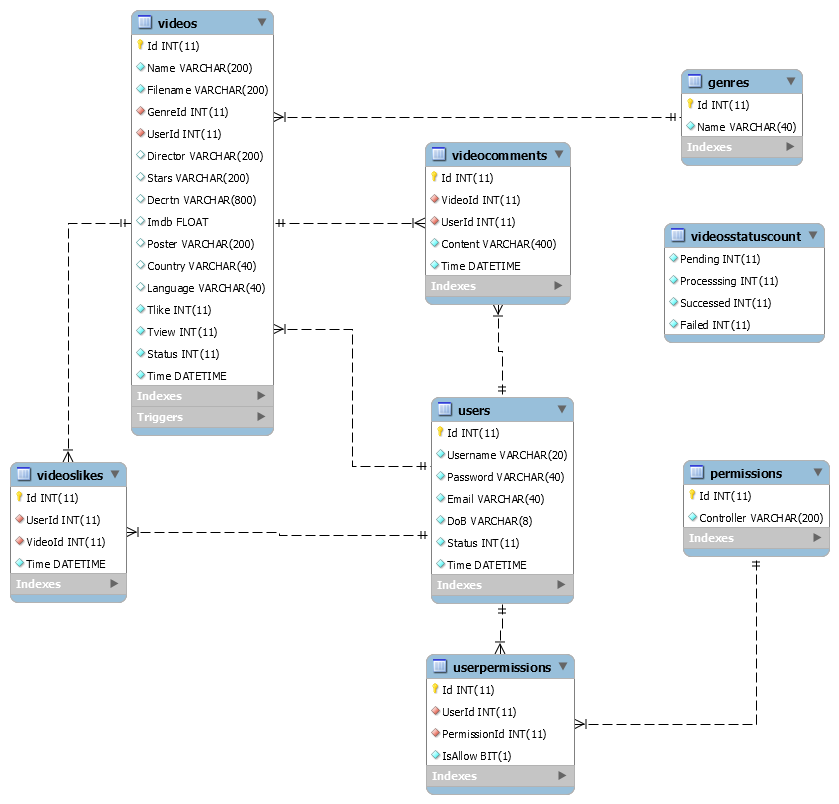 videos
Id INT(11)
Name VARCHAR(200)
Filename VARCHAR(200)
GenreId INT(11)
UserId INT(11)
Director VARCHAR(200)
Stars VARCHAR(200)
Decrtn VARCHAR(800)
Imdb FLOAT
Poster VARCHAR(200)
Country VARCHAR(40)
Language VARCHAR(40)
Tlike INT(11)
Tview INT(11)
Status INT(11)
Time DATETIME
Indexes
Triggers
genres
Id INT(11)
Name VARCHAR(40)
Indexes
videocomments
Id INT(11)
VideoId INT(11)
UserId INT(11)
Content VARCHAR(400)
Time DATETIME
Indexes
videosstatuscount
Pending INT(11)
Processsing INT(11)
Successed INT(11)
Failed INT(11)
users
Id INT(11)
Username VARCHAR(20)
Password VARCHAR(40)
Email VARCHAR(40)
DoB VARCHAR(8)
Status INT(11)
Time DATETIME
Indexes
videoslikes
Id INT(11)
UserId INT(11)
VideoId INT(11)
Time DATETIME
Indexes
permissions
Id INT(11)
Controller VARCHAR(200)
Indexes
userpermissions
Id INT(11)
UserId INT(11)
PermissionId INT(11)
IsAllow BIT(1)
Indexes